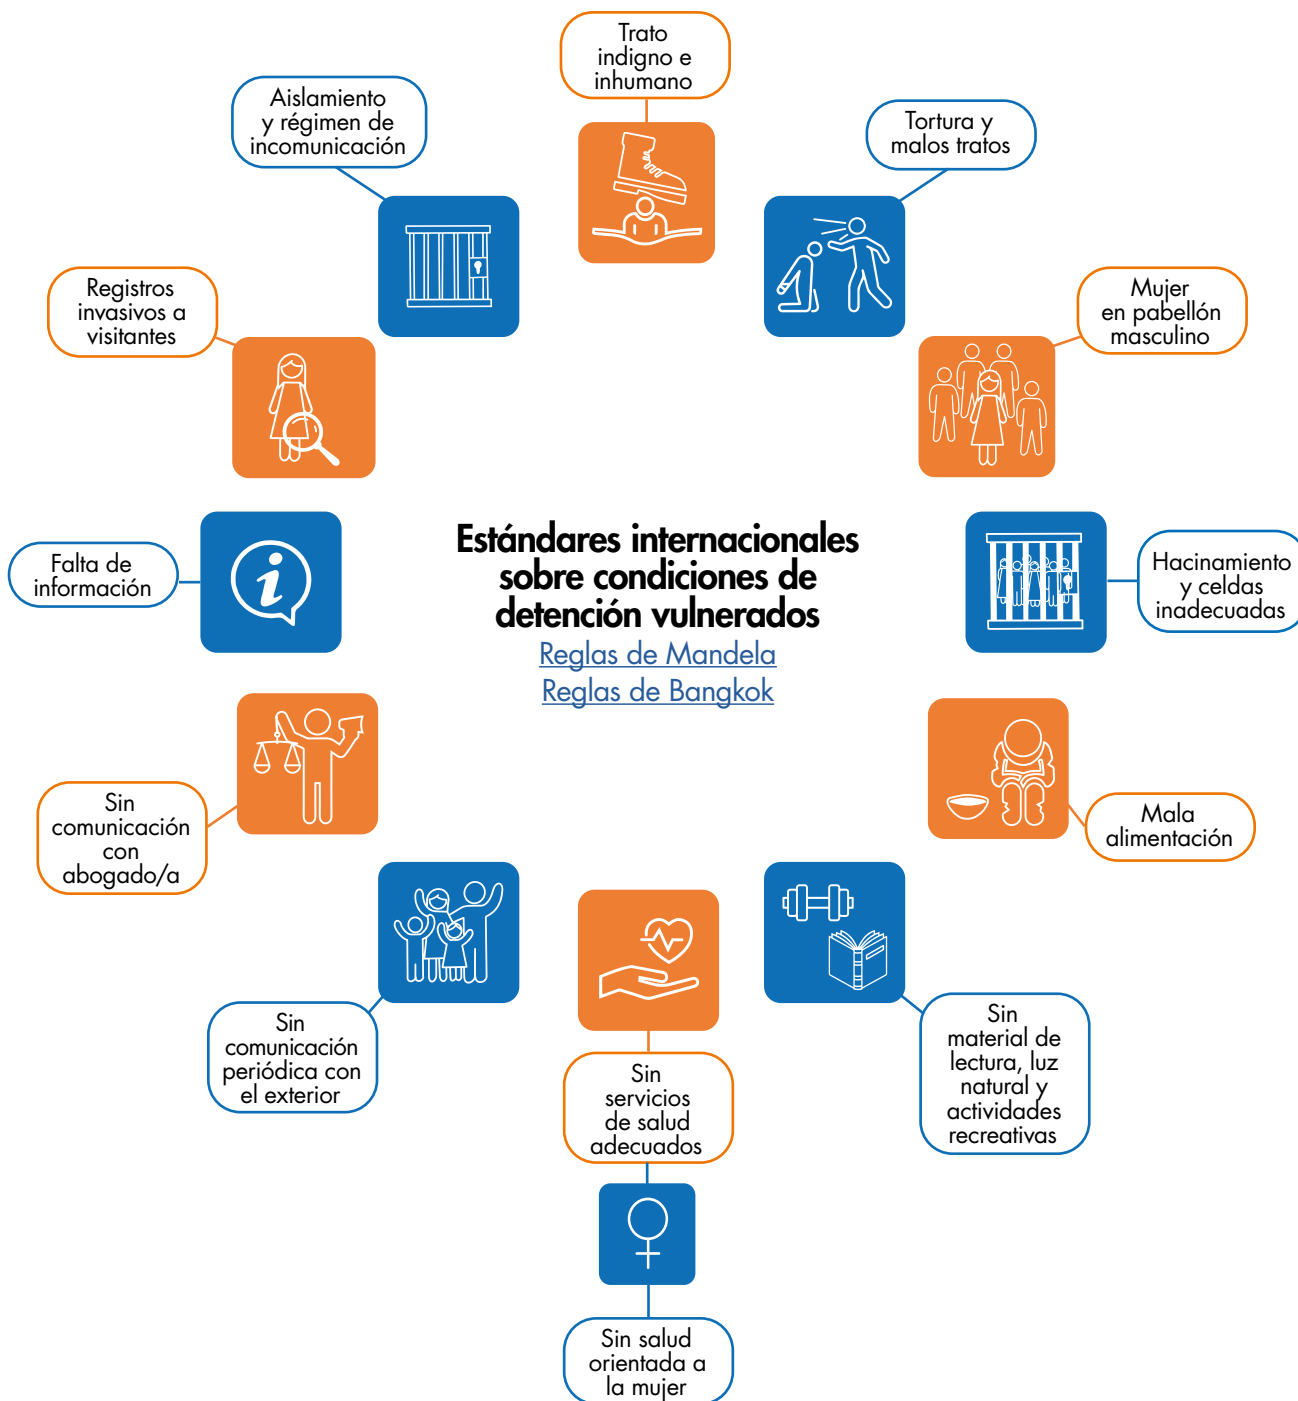 Trato
indigno e
inhumano
Aislamiento
y régimen de
incomunicación
Tortura y
malos tratos
Registros
invasivos a
visitantes
Mujer
en pabellón
masculino
Estándares internacionales
sobre condiciones de
detención vulnerados
Reglas de Mandela
Reglas de Bangkok
Falta de
información
Hacinamiento
y celdas
inadecuadas
Sin
comunicación
con
abogado/a
Mala
alimentación
Sin
comunicación
periódica con
el exterior
Sin
servicios
de salud
adecuados
Sin
material de
lectura, luz
natural y
actividades
recreativas
Sin salud
orientada a
la mujer